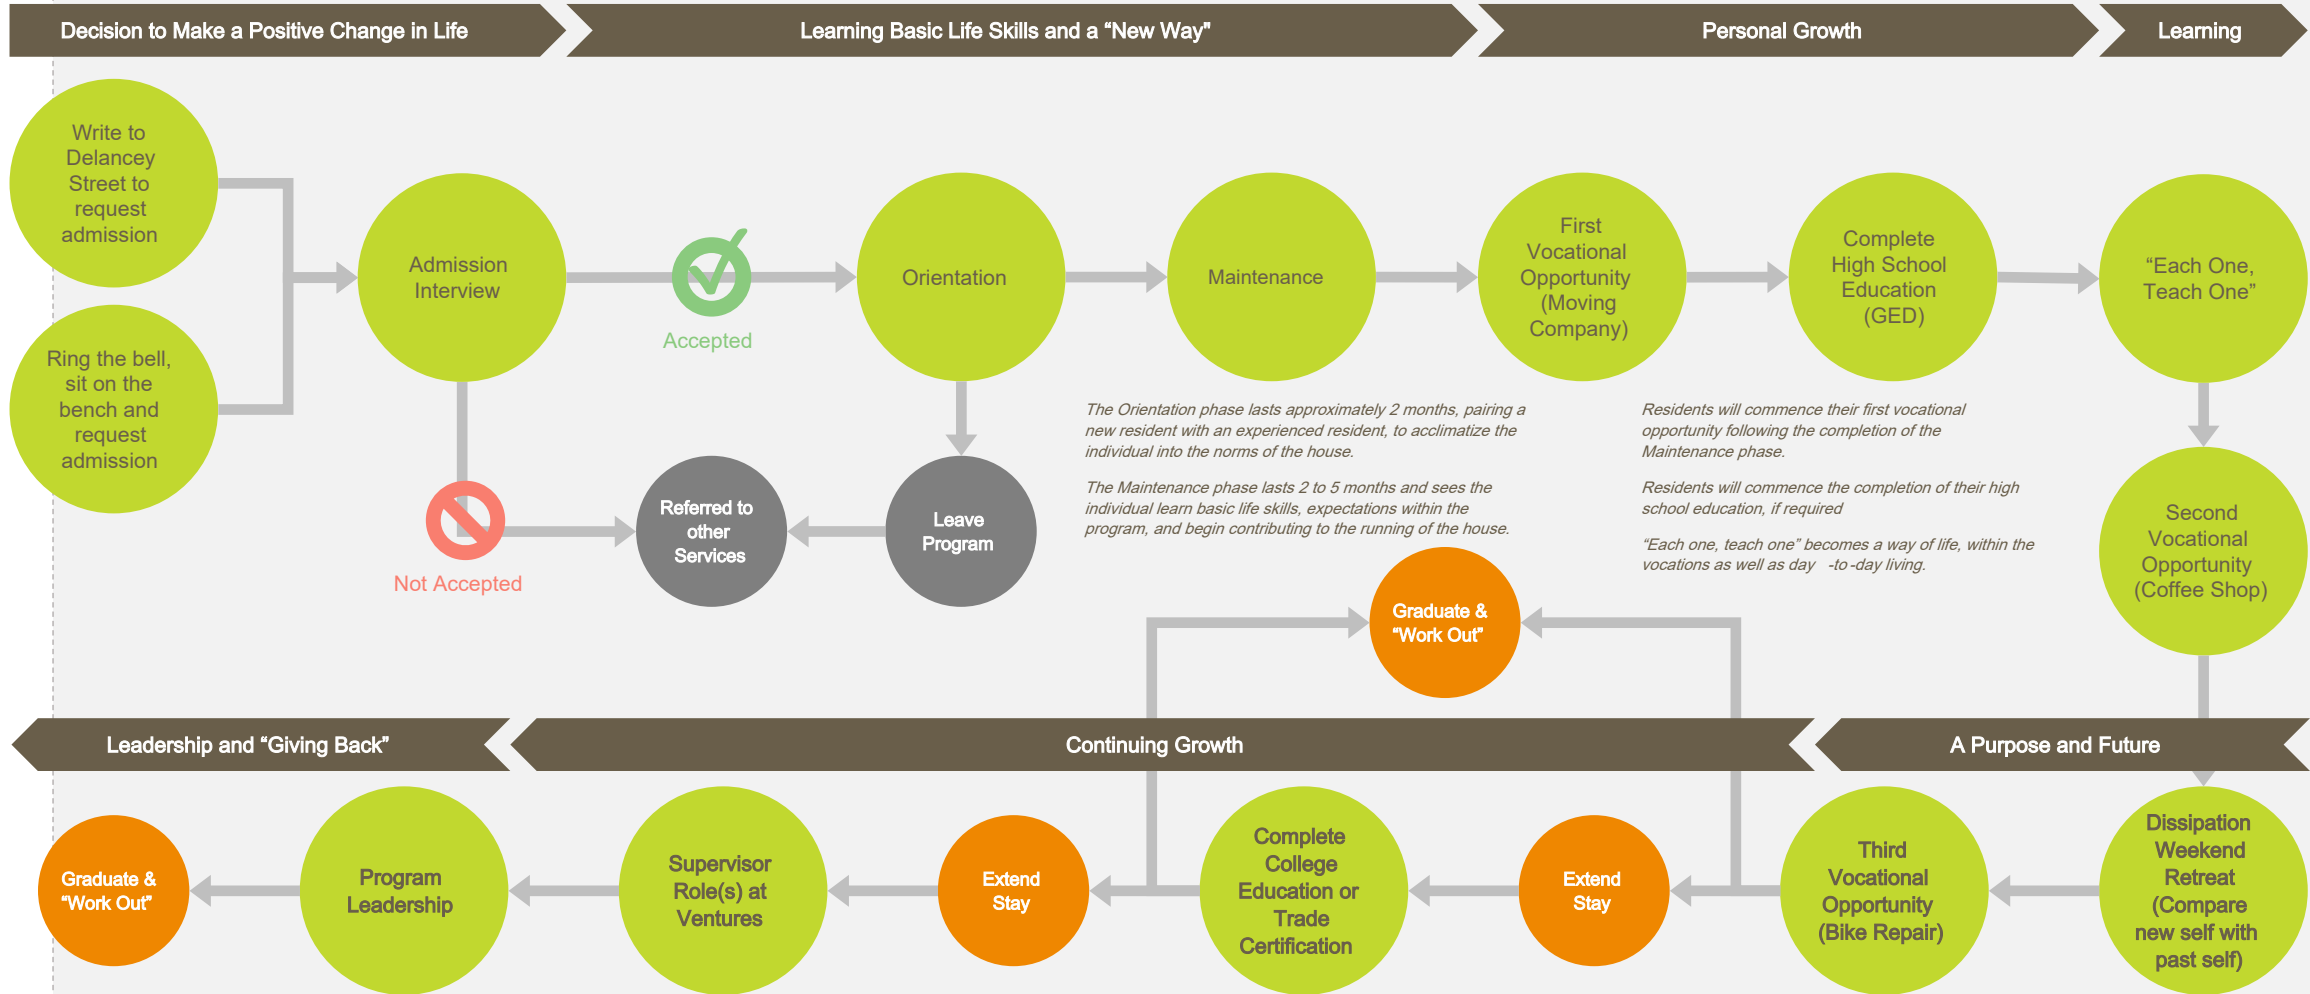 Decision to Make a Positive Change in Life
Learning Basic Life Skills and a “New Way"
Personal Growth
Learning
Write to
Delancey
Street to
request
admission
Ring the bell,
sit on the
bench and
request
admission
Admission
Interview
Accepted
Not Accepted
Orientation
Maintenance
First
Vocational
Opportunity
(Moving
Company)
Complete
High School
Education
(GED)
“Each One,
Teach One”
Referred to
other
Services
Leave
Program
The Orientation phase lasts approximately 2 months, pairing a
new resident with an experienced resident, to acclimatize the
individual into the norms of the house.
The Maintenance phase lasts 2 to 5 months and sees the
individual learn basic life skills, expectations within the
program, and begin contributing to the running of the house.
Residents will commence their first vocational
opportunity following the completion of the
Maintenance phase.
Residents will commence the completion of their high
school education, if required
“Each one, teach one” becomes a way of life, within the
vocations as well as day -to-day living.
Second
Vocational
Opportunity
(Coffee Shop)
Graduate &
“Work Out”
Leadership and “Giving Back”
Continuing Growth
A Purpose and Future
Graduate &
“Work Out”
Program
Leadership
Supervisor
Role(s) at
Ventures
Extend
Stay
Complete
College
Education or
Trade
Certification
Extend
Stay
Third
Vocational
Opportunity
(Bike Repair)
Dissipation
Weekend
Retreat
(Compare
new self with
past self)